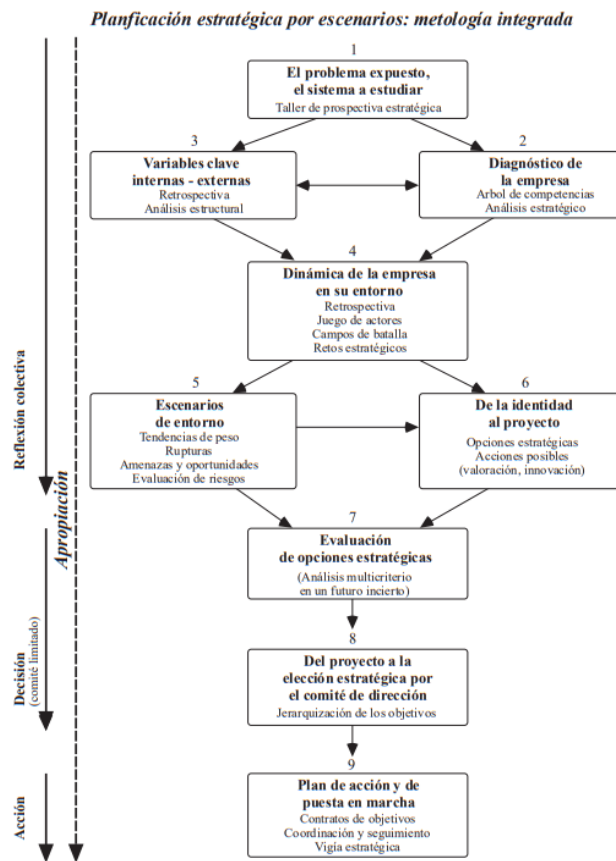 Planficación estratégica por escenarios: metología integrada
1
El problema expuesto,
el sistema a estudiar
Taller de prospectiva estratégica
3
Variables clave
internas - externas
Retrospectiva
Análisis estructural
2
Diagnóstico de
la empresa
Arbol de competencias
Análisis estratégico
4
Dinámica de la empresa
en su entorno
Retrospectiva
Juego de actores
Campos de batalla
Retos estratégicos
5
Escenarios
de entorno
Tendencias de peso
Rupturas
Amenazas y oportunidades
Evaluación de riesgos
6
De la identidad
al proyecto
Opciones estratégicas
Acciones posibles
(valoración, innovación)
7
Evaluación
de opciones estratégicas
(Análisis multicriterio
en un futuro incierto)
8
Del proyecto a la
elección estratégica por
el comité de dirección
Jerarquización de los objetivos
9
Plan de acción y de
puesta en marcha
Contratos de objetivos
Coordinación y seguimiento
Vigía estratégica
Reflexión colectiva
Apropiación
Decisión
(comité limitado)
Acción